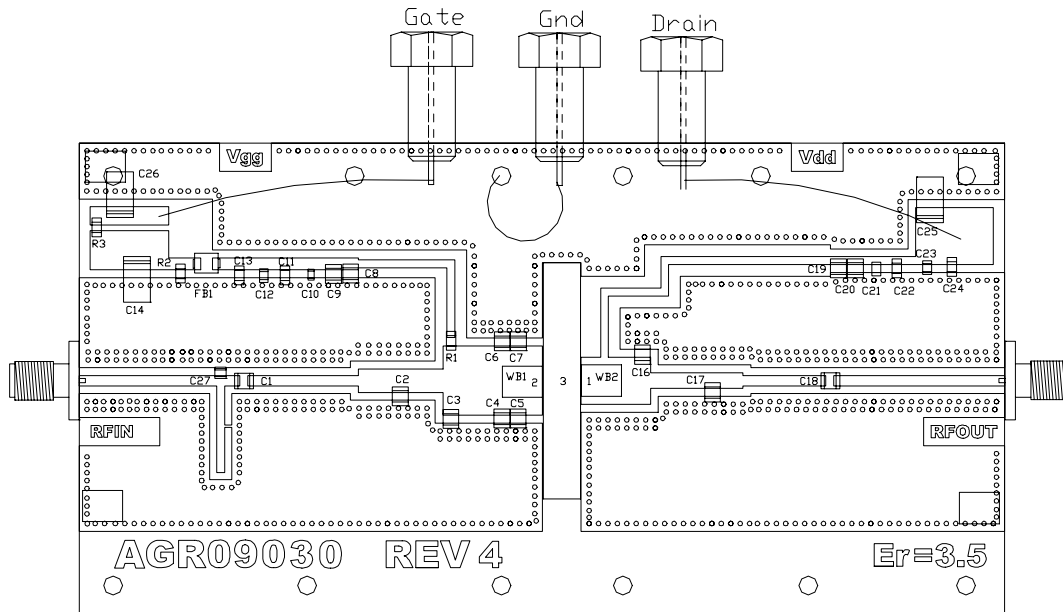 Gate Gnd Drain
Vgg Vdd
C26
C25
R3
R2 C13 C11 C8 C19 C23
FB1 C12 C10 C9 C20 C21 C22 C24
C14
R1 C6 C7 C16
C27 C1 WB1 2 3 1 WB2 C17 C18
C2
C3 C4 C5
RFIN RFOUT
AGR09030 REV 4 Er=3.5